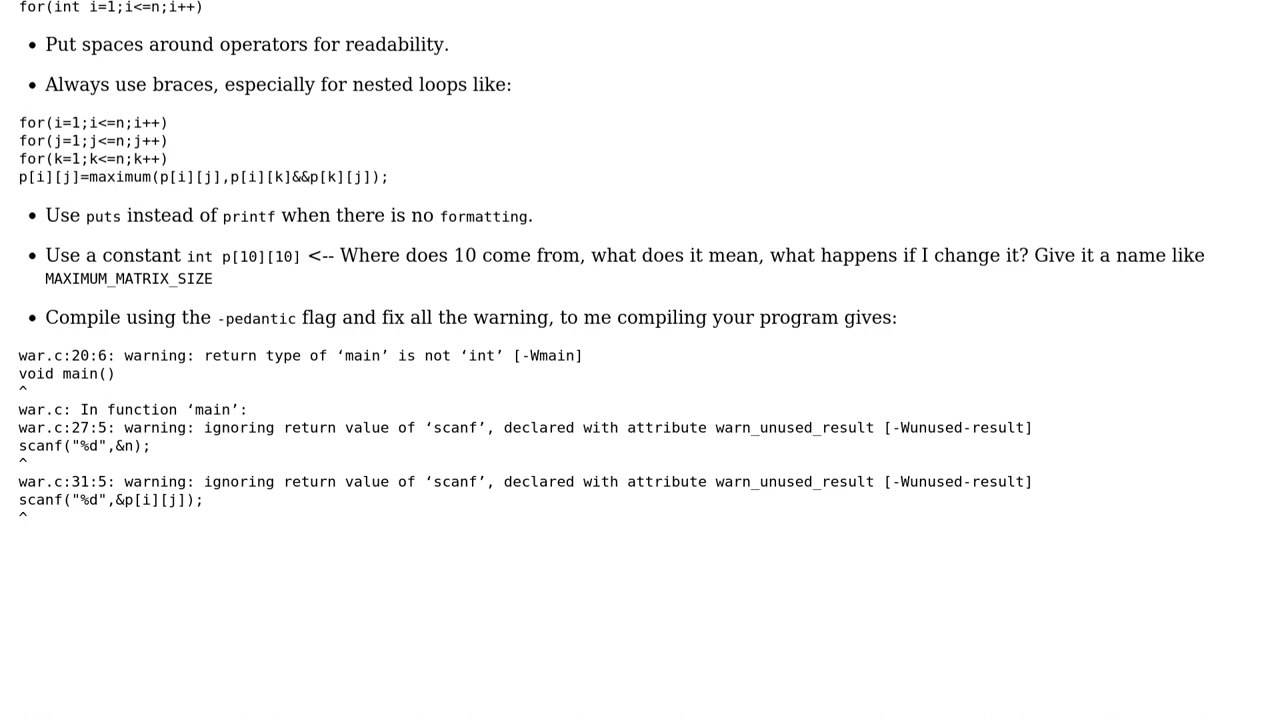 for(int i=1;i<=n;i++)
• Put spaces around operators for readability.
• Always use braces, especially for nested loops like:
for(i=1;i<=n;i++)
for(j=1;j<=n;j++)
for(k=1;k<=n;k++)
p[i][j]=maximum(p[i][j],p[i][k]&&p[k][j]);
• Use puts instead of printf when there is no formatting.
• Use a constant int p[10][10] <-- Where does 10 come from, what does it mean, what happens if I change it? Give it a name like
MAXIMUM_MATRIX_SIZE
• Compile using the -pedantic flag and fix all the warning, to me compiling your program gives:
war.c:20:6: warning: return type of ‘main’ is not ‘int’ [-Wmain]
void main()
^
war.c: In function ‘main’:
war.c:27:5: warning: ignoring return value of ‘scanf’, declared with attribute warn_unused_result [-Wunused-result]
scanf("%d",&n);
^
war.c:31:5: warning: ignoring return value of ‘scanf’, declared with attribute warn_unused_result [-Wunused-result]
scanf("%d",&p[i][j]);
^